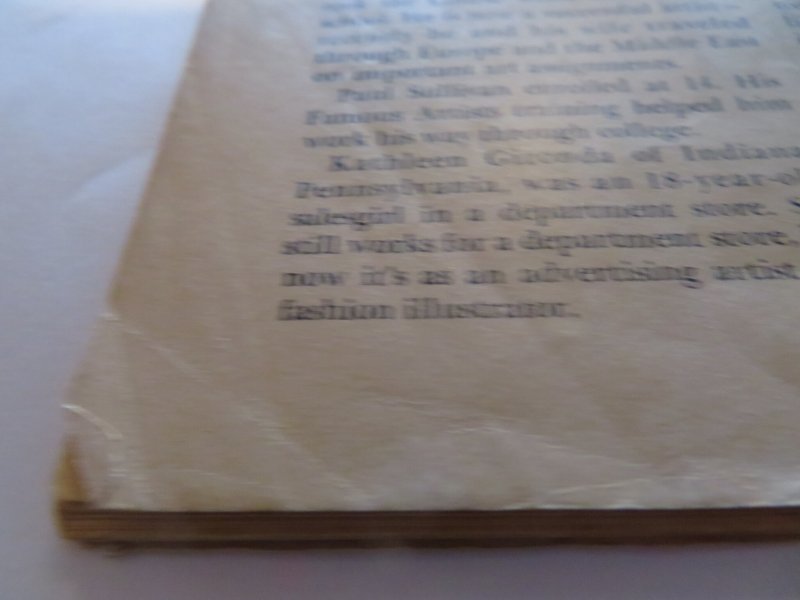 recently he and his wife traveled
through Europe and the Middle East
on important art assignments.
Paul Sullivan enrolled at 14. His
Famous Artists training helped him
work his way through college.
Kathleen Gironda of Indiana
Pennsylvania, was an 18-year-ol
salesgirl in a department store. S
still works for a department store,
now it's as an advertising artist
fashion illustrator.